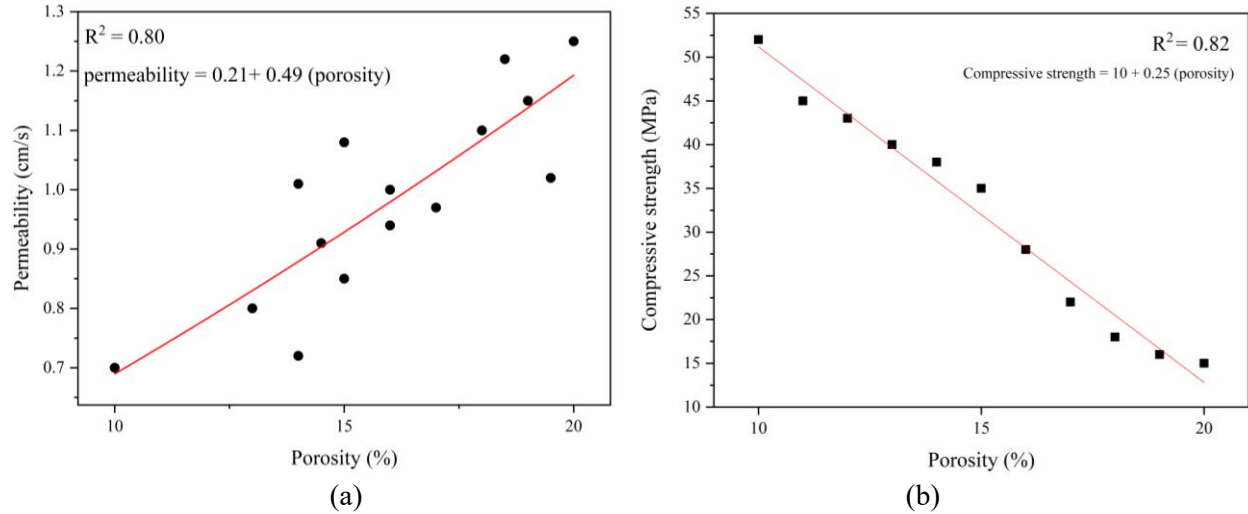 R² = 0.80
permeability = 0.21+ 0.49 (porosity)
Permeability (cm/s)
1.3
1.2
1.1
1.0
0.9
0.8
0.7
10
15
20
Porosity (%)
(a)
R² = 0.82
Compressive strength = 10 + 0.25 (porosity)
Compressive strength (MPa)
55
50
45
40
35
30
25
20
15
10
10
15
20
Porosity (%)
(b)